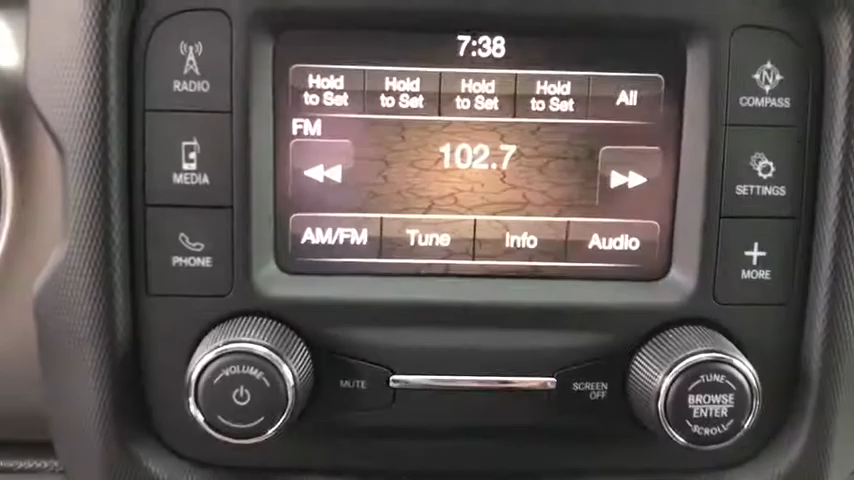 7:38
RADIO
Hold to Set
Hold to Set
Hold to Set
Hold to Set
All
N
COMPASS
FM
102.7
MEDIA
SETTINGS
AM/FM
Tune
Info
Audio
PHONE
MORE
VOLUME
MUTE
SCREEN OFF
TUNE
BROWSE
ENTER
SCROLL